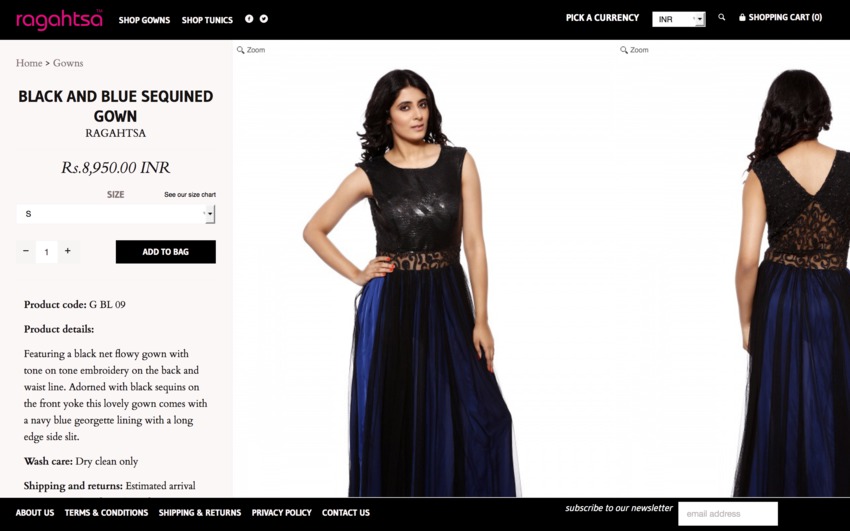 ragahtsa TM
SHOP GOWNS SHOP TUNICS
PICK A CURRENCY INR SHOPPING CART (0)
Home > Gowns
BLACK AND BLUE SEQUINED
GOWN
RAGAHTSA
Rs.8,950.00 INR
SIZE See our size chart
S
− 1 +
ADD TO BAG
Product code: G BL 09
Product details:
Featuring a black net flowy gown with
tone on tone embroidery on the back and
waist line. Adorned with black sequins on
the front yoke this lovely gown comes with
a navy blue georgette lining with a long
edge side slit.
Wash care: Dry clean only
Shipping and returns: Estimated arrival
Zoom
Zoom
ABOUT US TERMS & CONDITIONS SHIPPING & RETURNS PRIVACY POLICY CONTACT US
subscribe to our newsletter email address